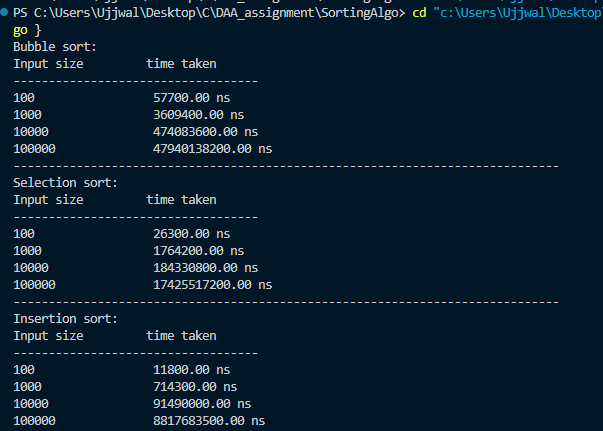 PS C:\Users\Ujjwal\Desktop\C\DAA_assignment\SortingAlgo> cd "c:\Users\Ujjwal\Desktop
go }
Bubble sort:
Input size         time taken
-----------------------------------
100                 57700.00 ns
1000                3609400.00 ns
10000               474083600.00 ns
100000              47940138200.00 ns
------------------------------------------------------------------------------
Selection sort:
Input size         time taken
-----------------------------------
100                 26300.00 ns
1000                1764200.00 ns
10000               184330800.00 ns
100000              17425517200.00 ns
------------------------------------------------------------------------------
Insertion sort:
Input size         time taken
-----------------------------------
100                 11800.00 ns
1000                714300.00 ns
10000               91490000.00 ns
100000              8817683500.00 ns